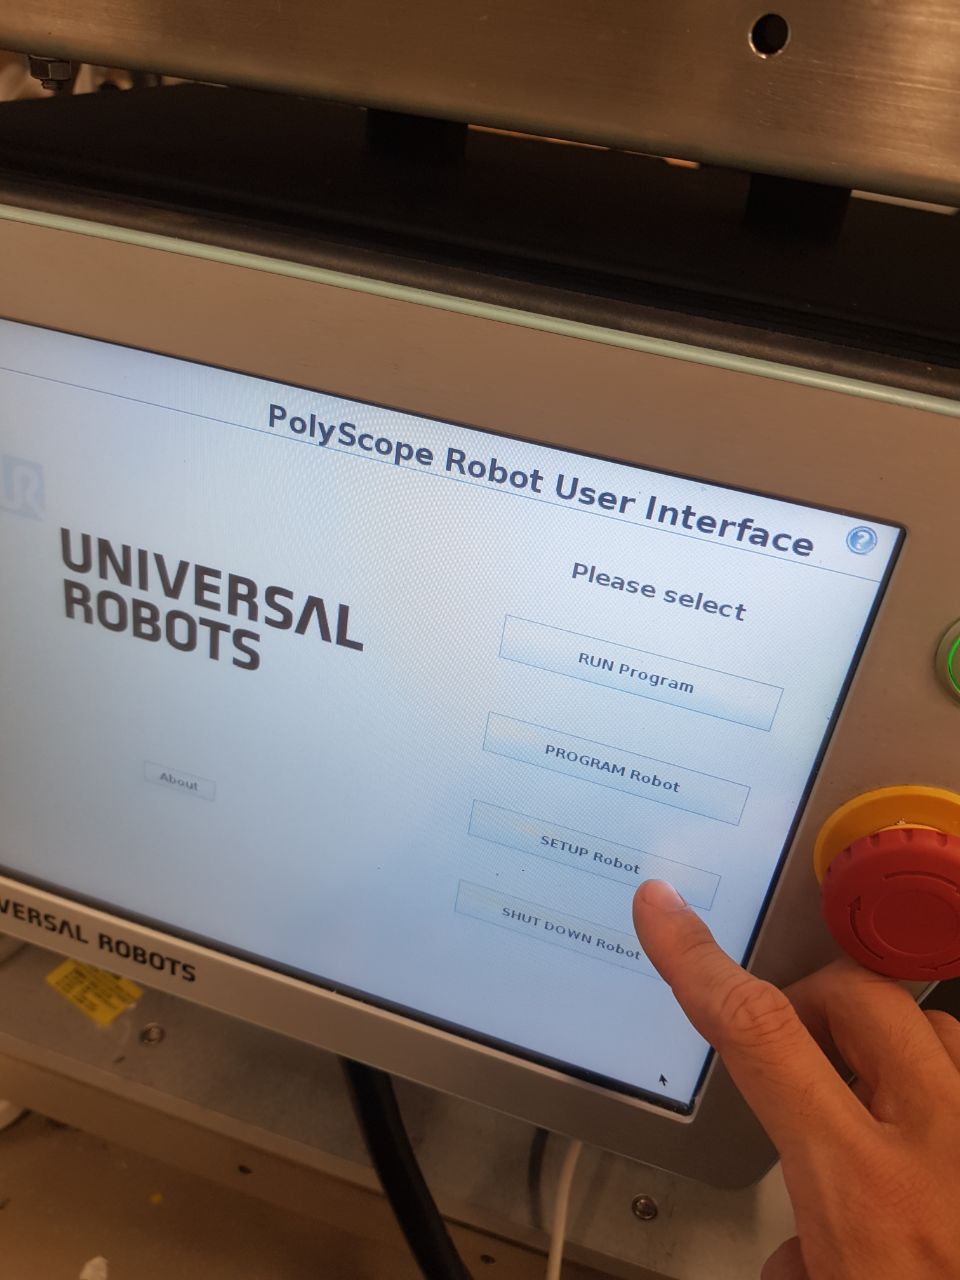 PolyScope Robot User Interface
Please select
UNIVERSAL
ROBOTS
RUN Program
PROGRAM Robot
About
SETUP Robot
SHUT DOWN Robot
VERSAL ROBOTS